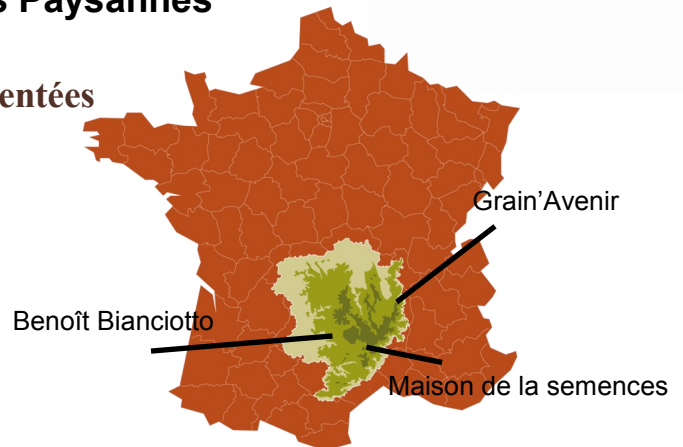 s Paysannes
entées
Grain'Avenir
Benoît Bianciotto
Maison de la semences